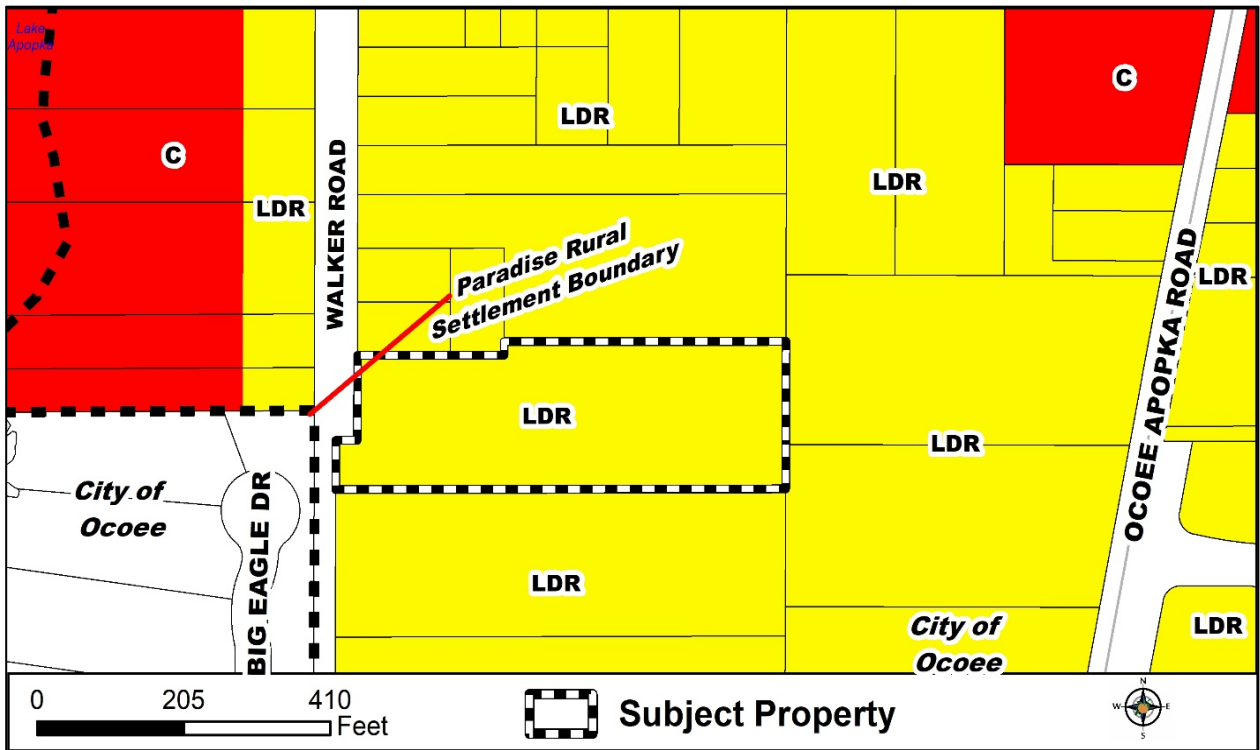 Lake
Apopka
C
C
LDR
LDR
LDR
WALKER ROAD
Paradise Rural
Settlement Boundary
OCOEE APOPKA ROAD
LDR
LDR
LDR
City of
Ocoee
BIG EAGLE DR
LDR
City of
Ocoee
LDR
0 205 410
Feet
Subject Property
N
W E
S